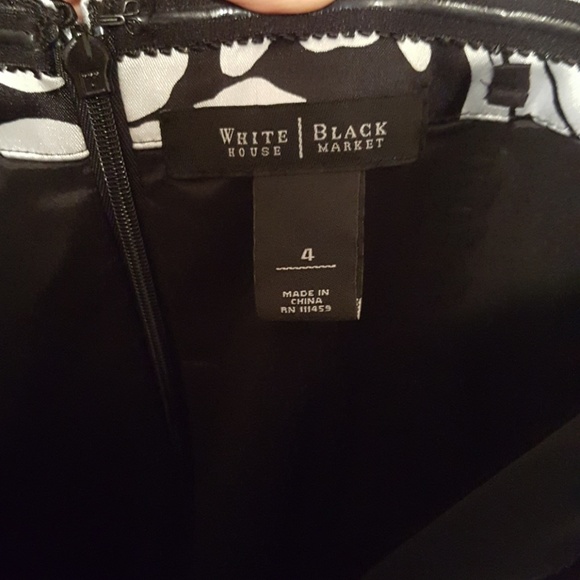 WHITE | BLACK
HOUSE | MARKET
4
MADE IN
CHINA
RN 111459